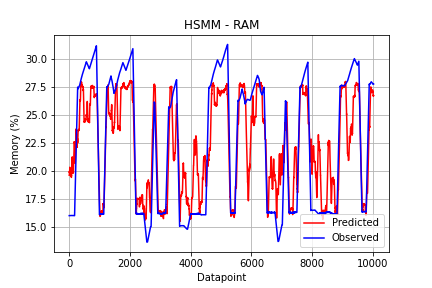 HSMM - RAM
Memory (%)
30.0
27.5
25.0
22.5
20.0
17.5
15.0
Predicted
Observed
0
2000
4000
6000
8000
10000
Datapoint